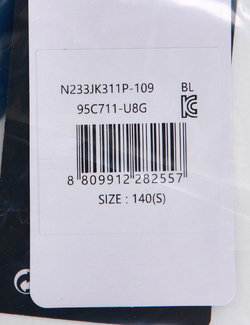 N233JK311P-109 BL
95C711-U8G
8 809912 282557
SIZE : 140(S)